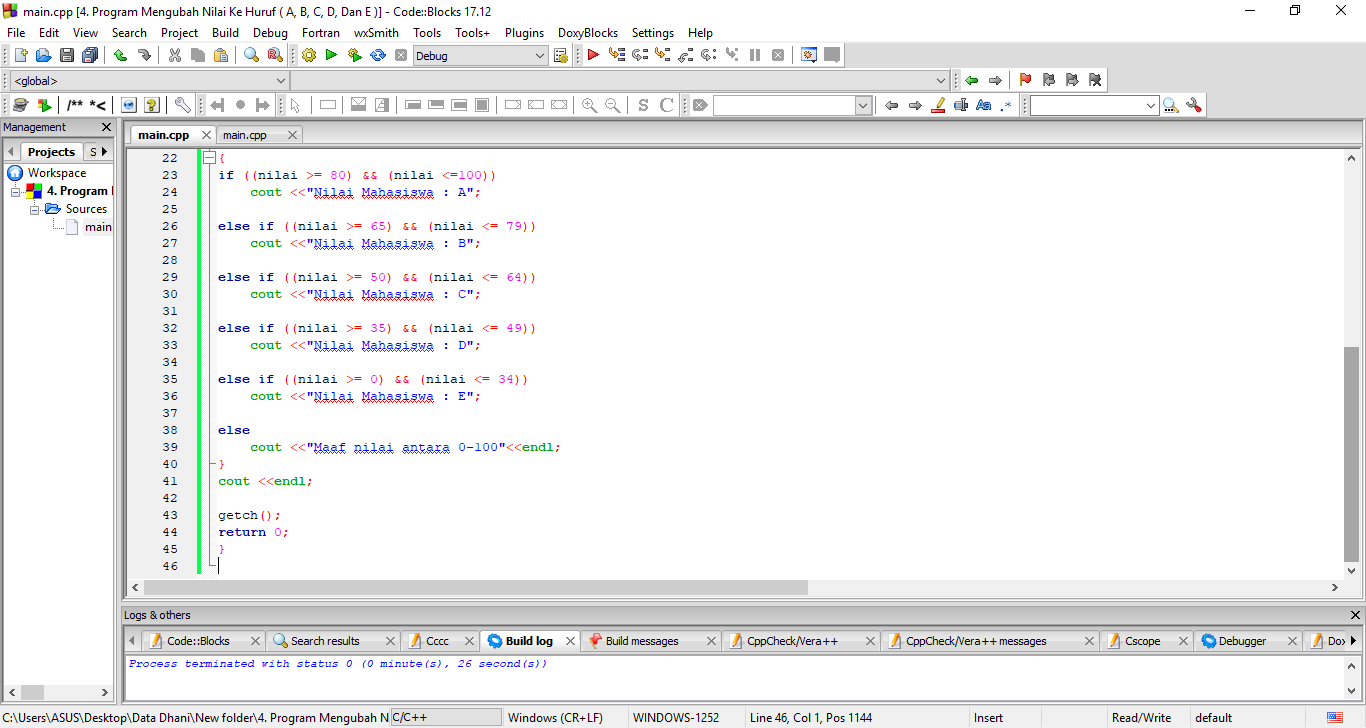 main.cpp [4. Program Mengubah Nilai Ke Huruf ( A, B, C, D, Dan E )] - Code::Blocks 17.12
File Edit View Search Project Build Debug Fortran wxSmith Tools Tools+ Plugins DoxyBlocks Settings Help
Debug
<global>
/** *<
S C
Aa .*
Management
main.cpp main.cpp
Projects S
Workspace
4. Program
Sources
main
22 {
23 if ((nilai >= 80) && (nilai <=100))
24 cout <<"Nilai Mahasiswa : A";
25
26 else if ((nilai >= 65) && (nilai <= 79))
27 cout <<"Nilai Mahasiswa : B";
28
29 else if ((nilai >= 50) && (nilai <= 64))
30 cout <<"Nilai Mahasiswa : C";
31
32 else if ((nilai >= 35) && (nilai <= 49))
33 cout <<"Nilai Mahasiswa : D";
34
35 else if ((nilai >= 0) && (nilai <= 34))
36 cout <<"Nilai Mahasiswa : E";
37
38 else
39 cout <<"Maaf nilai antara 0-100"<<endl;
40 }
41 cout <<endl;
42
43 getch();
44 return 0;
45 }
46
Logs & others
Code::Blocks Search results Cccc Build log Build messages CppCheck/Vera++ CppCheck/Vera++ messages Cscope Debugger Dox
Process terminated with status 0 (0 minute(s), 26 second(s))
C:\Users\ASUS\Desktop\Data Dhani\New folder\4. Program Mengubah N C/C++ Windows (CR+LF) WINDOWS-1252 Line 46, Col 1, Pos 1144 Insert Read/Write default